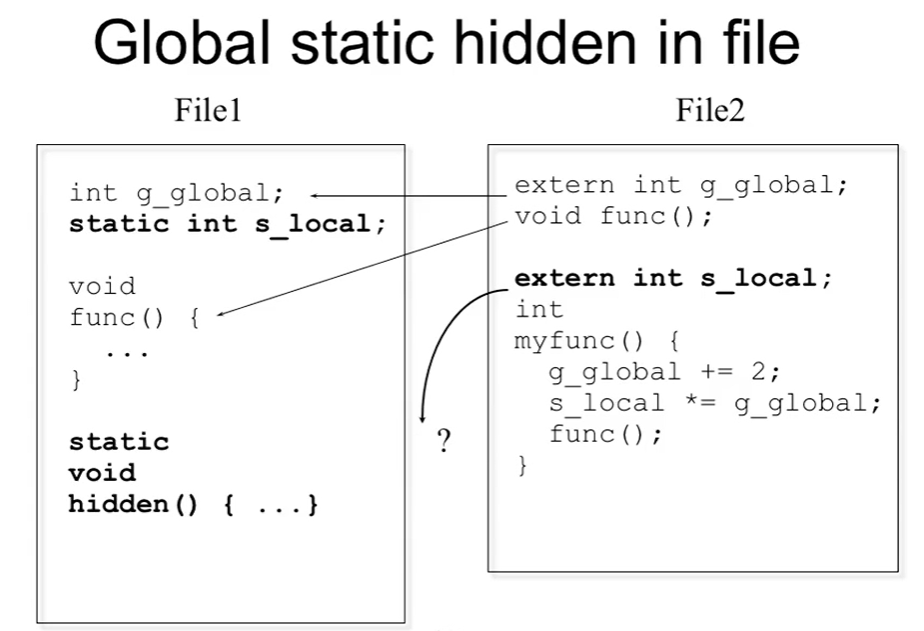 Global static hidden in file
File1
int g_global;
static int s_local;
void
func() {
...
}
static
void
hidden() { ...}
File2
extern int g_global;
void func();
extern int s_local;
int
myfunc() {
g_global += 2;
s_local *= g_global;
func();
}
?